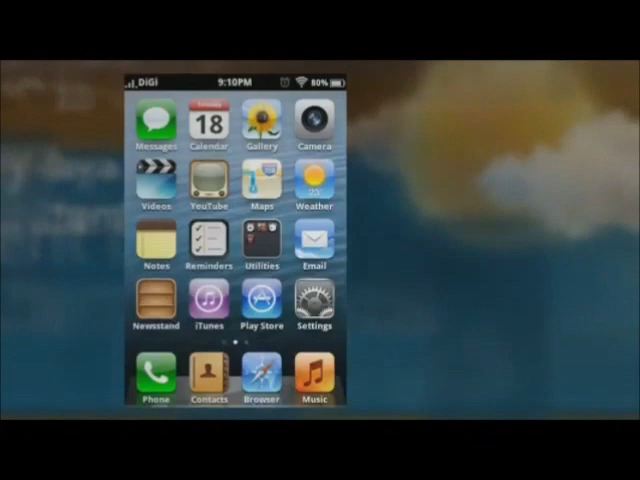 DiGi 9:10PM 80%
Messages Calendar Gallery Camera
18
Videos YouTube Maps Weather
23
Notes Reminders Utilities Email
Newsstand iTunes Play Store Settings
Phone Contacts Browser Music